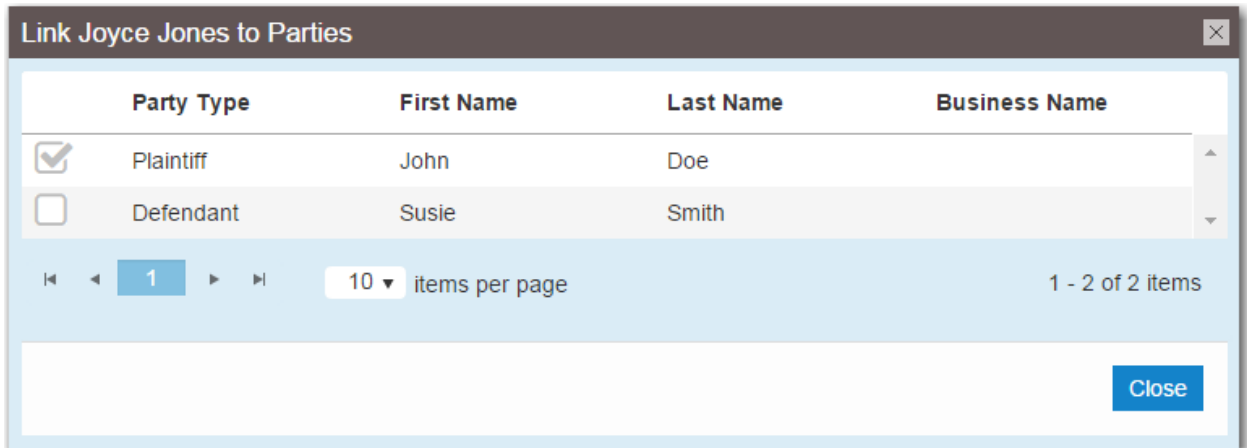 Link Joyce Jones to Parties
Party Type First Name Last Name Business Name
Plaintiff John Doe
Defendant Susie Smith
1 10 items per page 1 - 2 of 2 items
Close